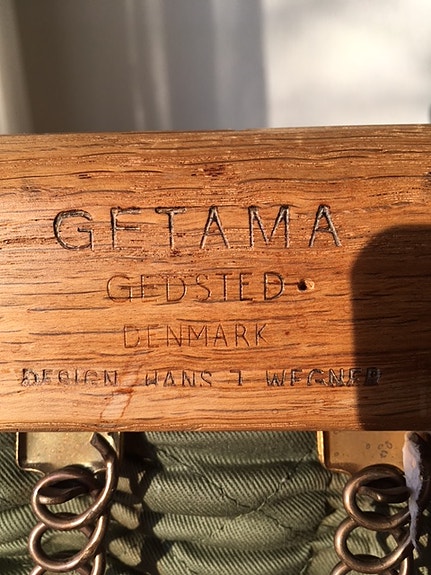 GETAMA
GEDSTED
DENMARK
DESIGN HANS J WEGNER